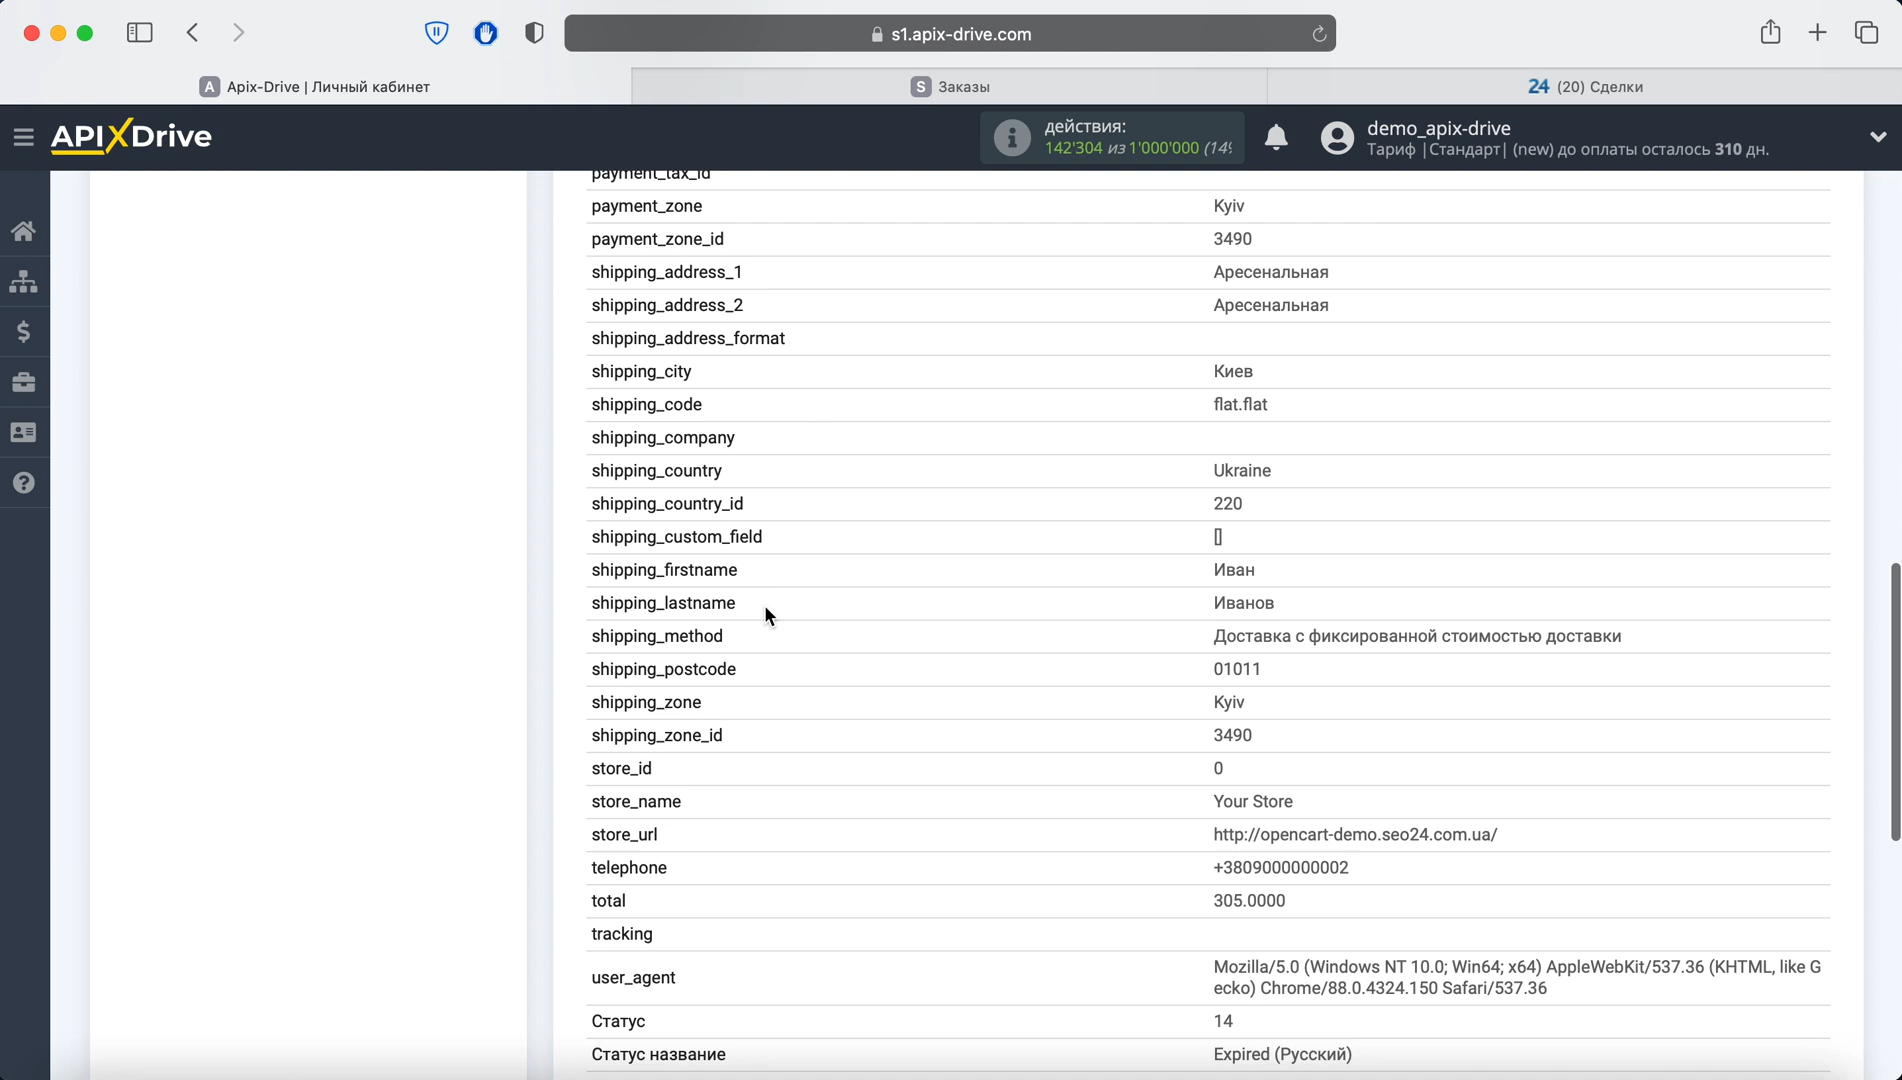 s1.apix-drive.com
A Apix-Drive | Личный кабинет
S Заказы
24 (20) Сделки
APIXDrive
действия:
142'304 из 1'000'000 (14%
demo_apix-drive
Тариф |Стандарт| (new) до оплаты осталось 310 дн.
payment_tax_id
payment_zone Kyiv
payment_zone_id 3490
shipping_address_1 Аресенальная
shipping_address_2 Аресенальная
shipping_address_format
shipping_city Киев
shipping_code flat.flat
shipping_company
shipping_country Ukraine
shipping_country_id 220
shipping_custom_field []
shipping_firstname Иван
shipping_lastname Иванов
shipping_method Доставка с фиксированной стоимостью доставки
shipping_postcode 01011
shipping_zone Kyiv
shipping_zone_id 3490
store_id 0
store_name Your Store
store_url http://opencart-demo.seo24.com.ua/
telephone +3809000000002
total 305.0000
tracking
user_agent Mozilla/5.0 (Windows NT 10.0; Win64; x64) AppleWebKit/537.36 (KHTML, like G
ecko) Chrome/88.0.4324.150 Safari/537.36
Статус 14
Статус название Expired (Русский)